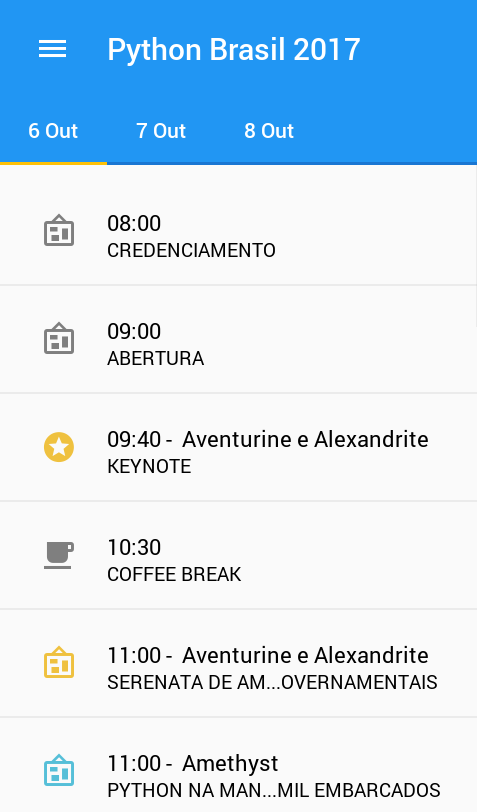 Python Brasil 2017
6 Out 7 Out 8 Out
08:00
CREDENCIAMENTO
09:00
ABERTURA
09:40 - Aventurine e Alexandrite
KEYNOTE
10:30
COFFEE BREAK
11:00 - Aventurine e Alexandrite
SERENATA DE AM...OVERNAMENTAIS
11:00 - Amethyst
PYTHON NA MAN...MIL EMBARCADOS